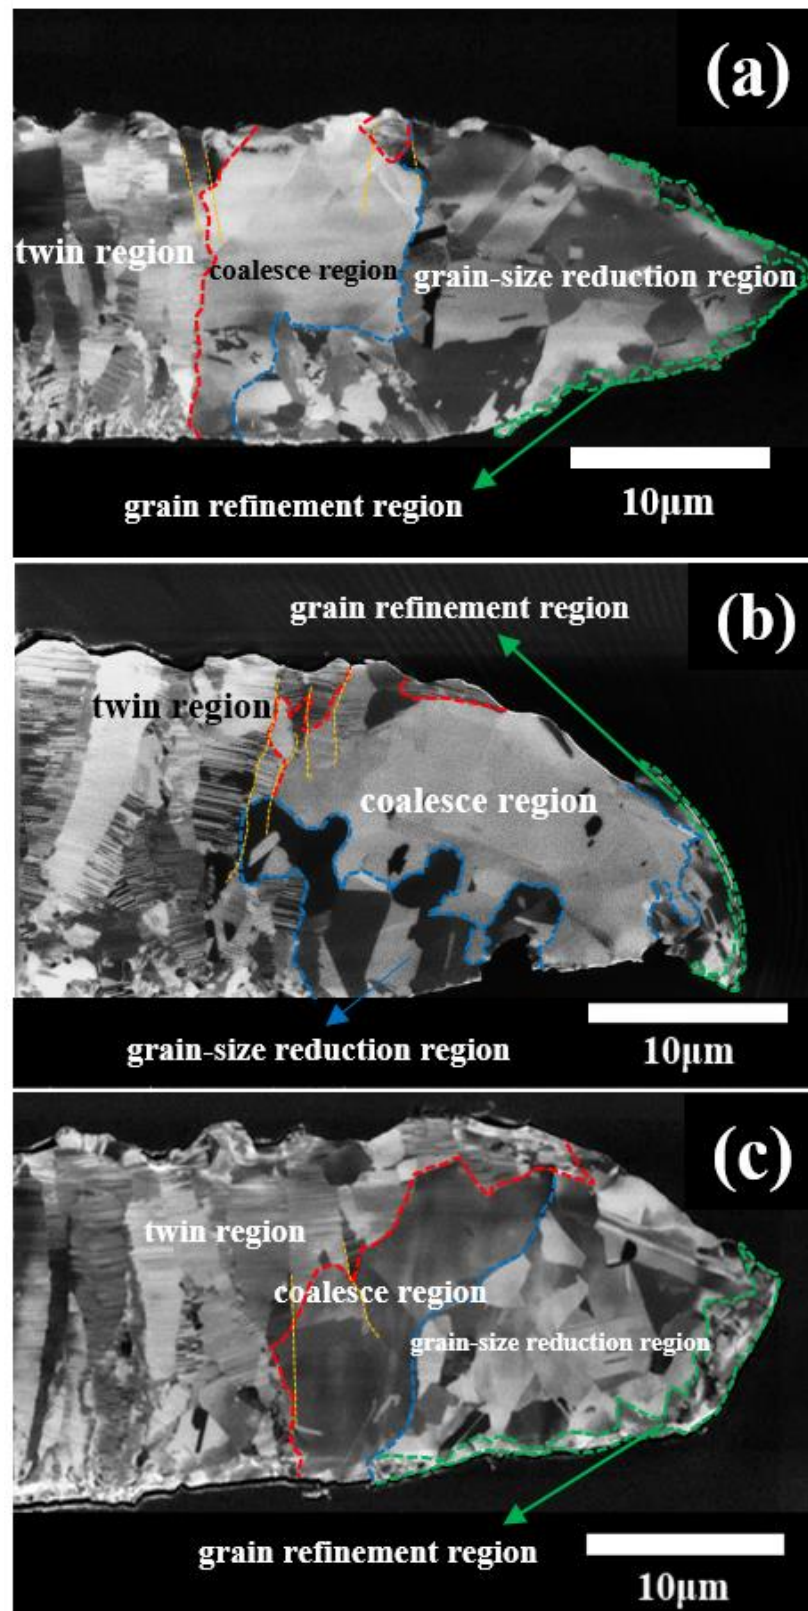 (a)
twin region
coalesce region
grain-size reduction region
grain refinement region
10μm
(b)
grain refinement region
twin region
coalesce region
grain-size reduction region
10μm
(c)
twin region
coalesce region
grain-size reduction region
grain refinement region
10μm